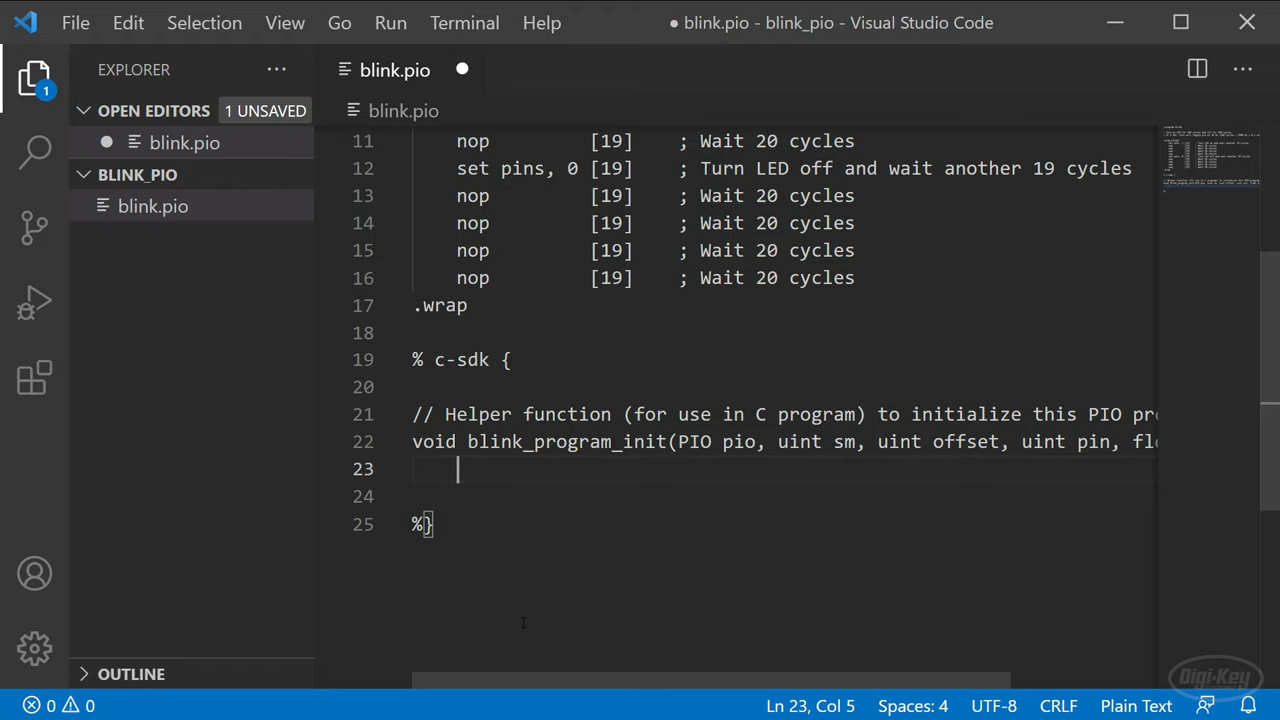 File Edit Selection View Go Run Terminal Help ● blink.pio - blink_pio - Visual Studio Code
EXPLORER
blink.pio
OPEN EDITORS 1 UNSAVED
blink.pio
1
blink.pio
BLINK_PIO
blink.pio
11 nop [19] ; Wait 20 cycles
12 set pins, 0 [19] ; Turn LED off and wait another 19 cycles
13 nop [19] ; Wait 20 cycles
14 nop [19] ; Wait 20 cycles
15 nop [19] ; Wait 20 cycles
16 nop [19] ; Wait 20 cycles
17 .wrap
18
19 % c-sdk {
20
21 // Helper function (for use in C program) to initialize this PIO pro
22 void blink_program_init(PIO pio, uint sm, uint offset, uint pin, flo
23
24
25 %}
OUTLINE
Digi-Key
0 0 Ln 23, Col 5 Spaces: 4 UTF-8 CRLF Plain Text